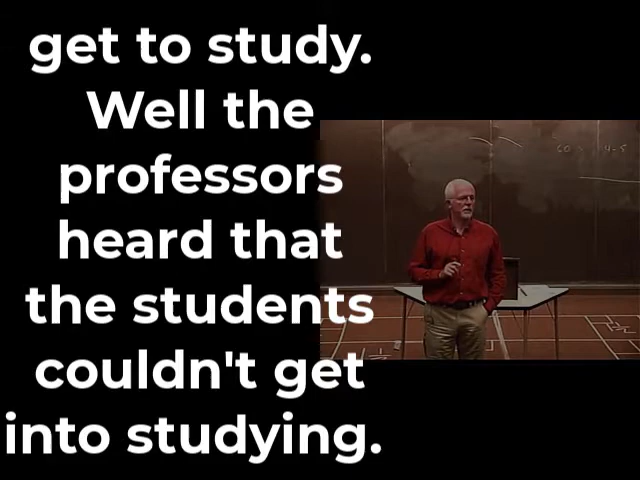 get to study.
Well the
professors
heard that
the students
couldn't get
into studying.